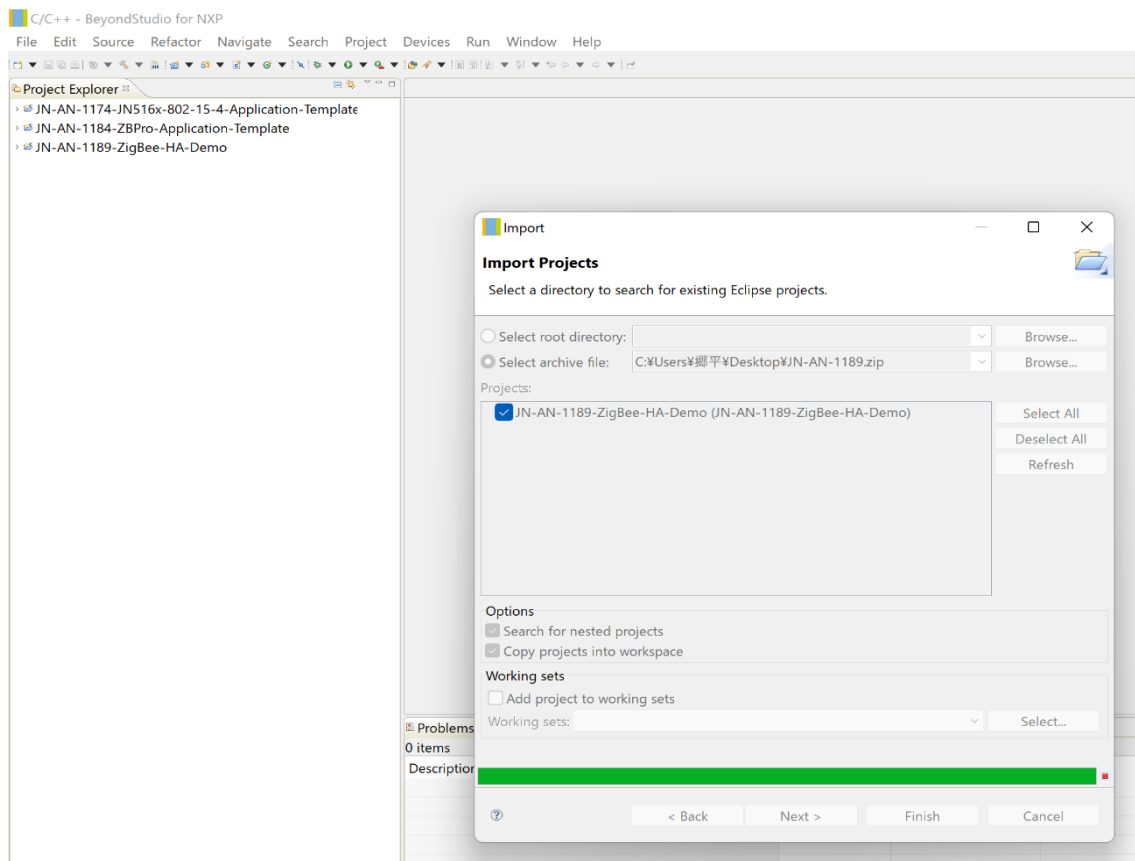 C/C++ - BeyondStudio for NXP
File Edit Source Refactor Navigate Search Project Devices Run Window Help
Project Explorer
JN-AN-1174-JN516x-802-15-4-Application-Template
JN-AN-1184-ZBPro-Application-Template
JN-AN-1189-ZigBee-HA-Demo
Import
Import Projects
Select a directory to search for existing Eclipse projects.
Select root directory:
Browse...
Select archive file:
C:¥Users¥郷平¥Desktop¥JN-AN-1189.zip
Browse...
Projects:
JN-AN-1189-ZigBee-HA-Demo (JN-AN-1189-ZigBee-HA-Demo)
Select All
Deselect All
Refresh
Options
Search for nested projects
Copy projects into workspace
Working sets
Add project to working sets
Working sets:
Select...
Problems
0 items
Description
< Back
Next >
Finish
Cancel